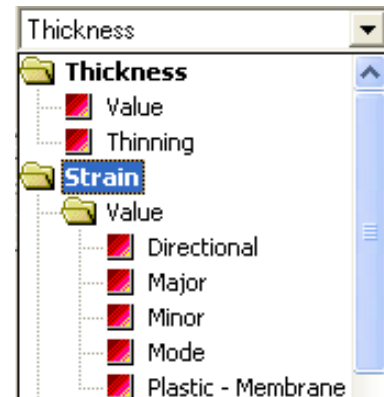 Thickness
Thickness
Value
Thinning
Strain
Value
Directional
Major
Minor
Mode
Plastic - Membrane